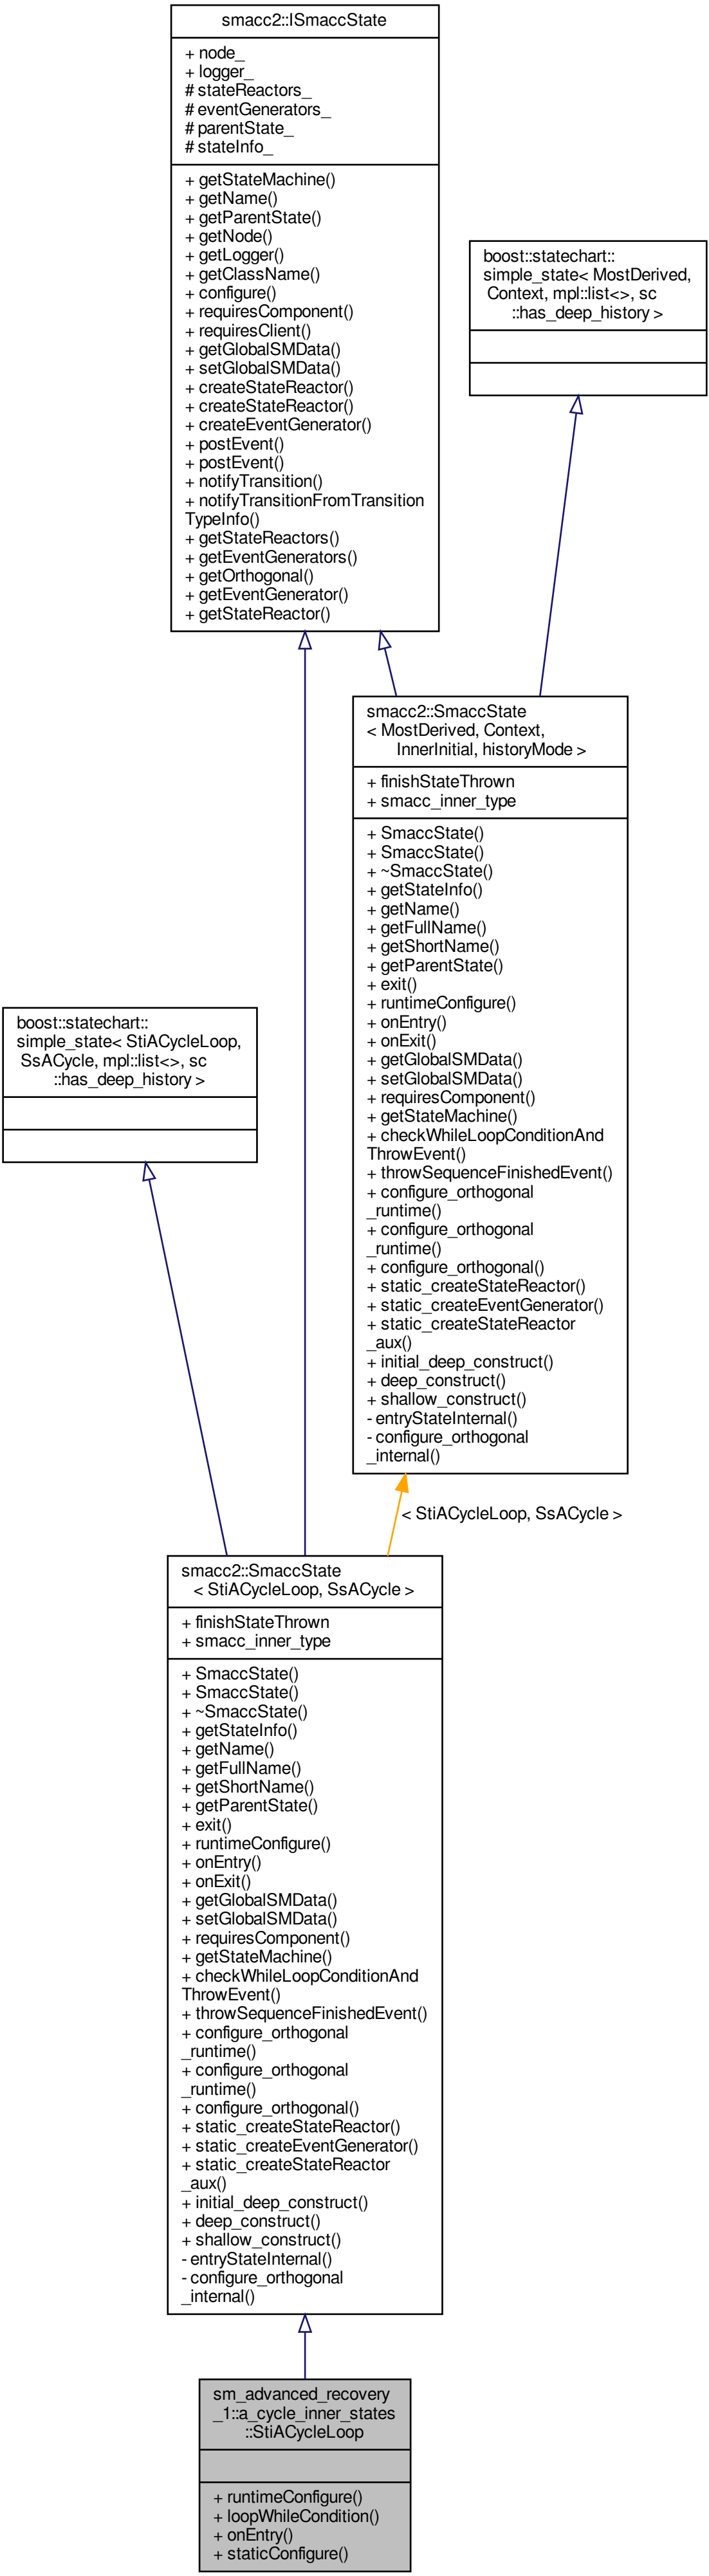 smacc2::ISmaccState
+ node_
+ logger_
# stateReactors_
# eventGenerators_
# parentState_
# stateInfo_
+ getStateMachine()
+ getName()
+ getParentState()
+ getNode()
+ getLogger()
+ getClassName()
+ configure()
+ requiresComponent()
+ requiresClient()
+ getGlobalSMData()
+ setGlobalSMData()
+ createStateReactor()
+ createStateReactor()
+ createEventGenerator()
+ postEvent()
+ postEvent()
+ notifyTransition()
+ notifyTransitionFromTransition
TypeInfo()
+ getStateReactors()
+ getEventGenerators()
+ getOrthogonal()
+ getEventGenerator()
+ getStateReactor()
boost::statechart::
simple_state< MostDerived,
Context, mpl::list<>, sc
::has_deep_history >
smacc2::SmaccState
< MostDerived, Context,
InnerInitial, historyMode >
+ finishStateThrown
+ smacc_inner_type
+ SmaccState()
+ SmaccState()
+ ~SmaccState()
+ getStateInfo()
+ getName()
+ getFullName()
+ getShortName()
+ getParentState()
+ exit()
+ runtimeConfigure()
+ onEntry()
+ onExit()
+ getGlobalSMData()
+ setGlobalSMData()
+ requiresComponent()
+ getStateMachine()
+ checkWhileLoopConditionAnd
ThrowEvent()
+ throwSequenceFinishedEvent()
+ configure_orthogonal
_runtime()
+ configure_orthogonal
_runtime()
+ configure_orthogonal()
+ static_createStateReactor()
+ static_createEventGenerator()
+ static_createStateReactor
_aux()
+ initial_deep_construct()
+ deep_construct()
+ shallow_construct()
- entryStateInternal()
- configure_orthogonal
_internal()
boost::statechart::
simple_state< StiACycleLoop,
SsACycle, mpl::list<>, sc
::has_deep_history >
< StiACycleLoop, SsACycle >
smacc2::SmaccState
< StiACycleLoop, SsACycle >
+ finishStateThrown
+ smacc_inner_type
+ SmaccState()
+ SmaccState()
+ ~SmaccState()
+ getStateInfo()
+ getName()
+ getFullName()
+ getShortName()
+ getParentState()
+ exit()
+ runtimeConfigure()
+ onEntry()
+ onExit()
+ getGlobalSMData()
+ setGlobalSMData()
+ requiresComponent()
+ getStateMachine()
+ checkWhileLoopConditionAnd
ThrowEvent()
+ throwSequenceFinishedEvent()
+ configure_orthogonal
_runtime()
+ configure_orthogonal
_runtime()
+ configure_orthogonal()
+ static_createStateReactor()
+ static_createEventGenerator()
+ static_createStateReactor
_aux()
+ initial_deep_construct()
+ deep_construct()
+ shallow_construct()
- entryStateInternal()
- configure_orthogonal
_internal()
sm_advanced_recovery
_1::a_cycle_inner_states
::StiACycleLoop
+ runtimeConfigure()
+ loopWhileCondition()
+ onEntry()
+ staticConfigure()